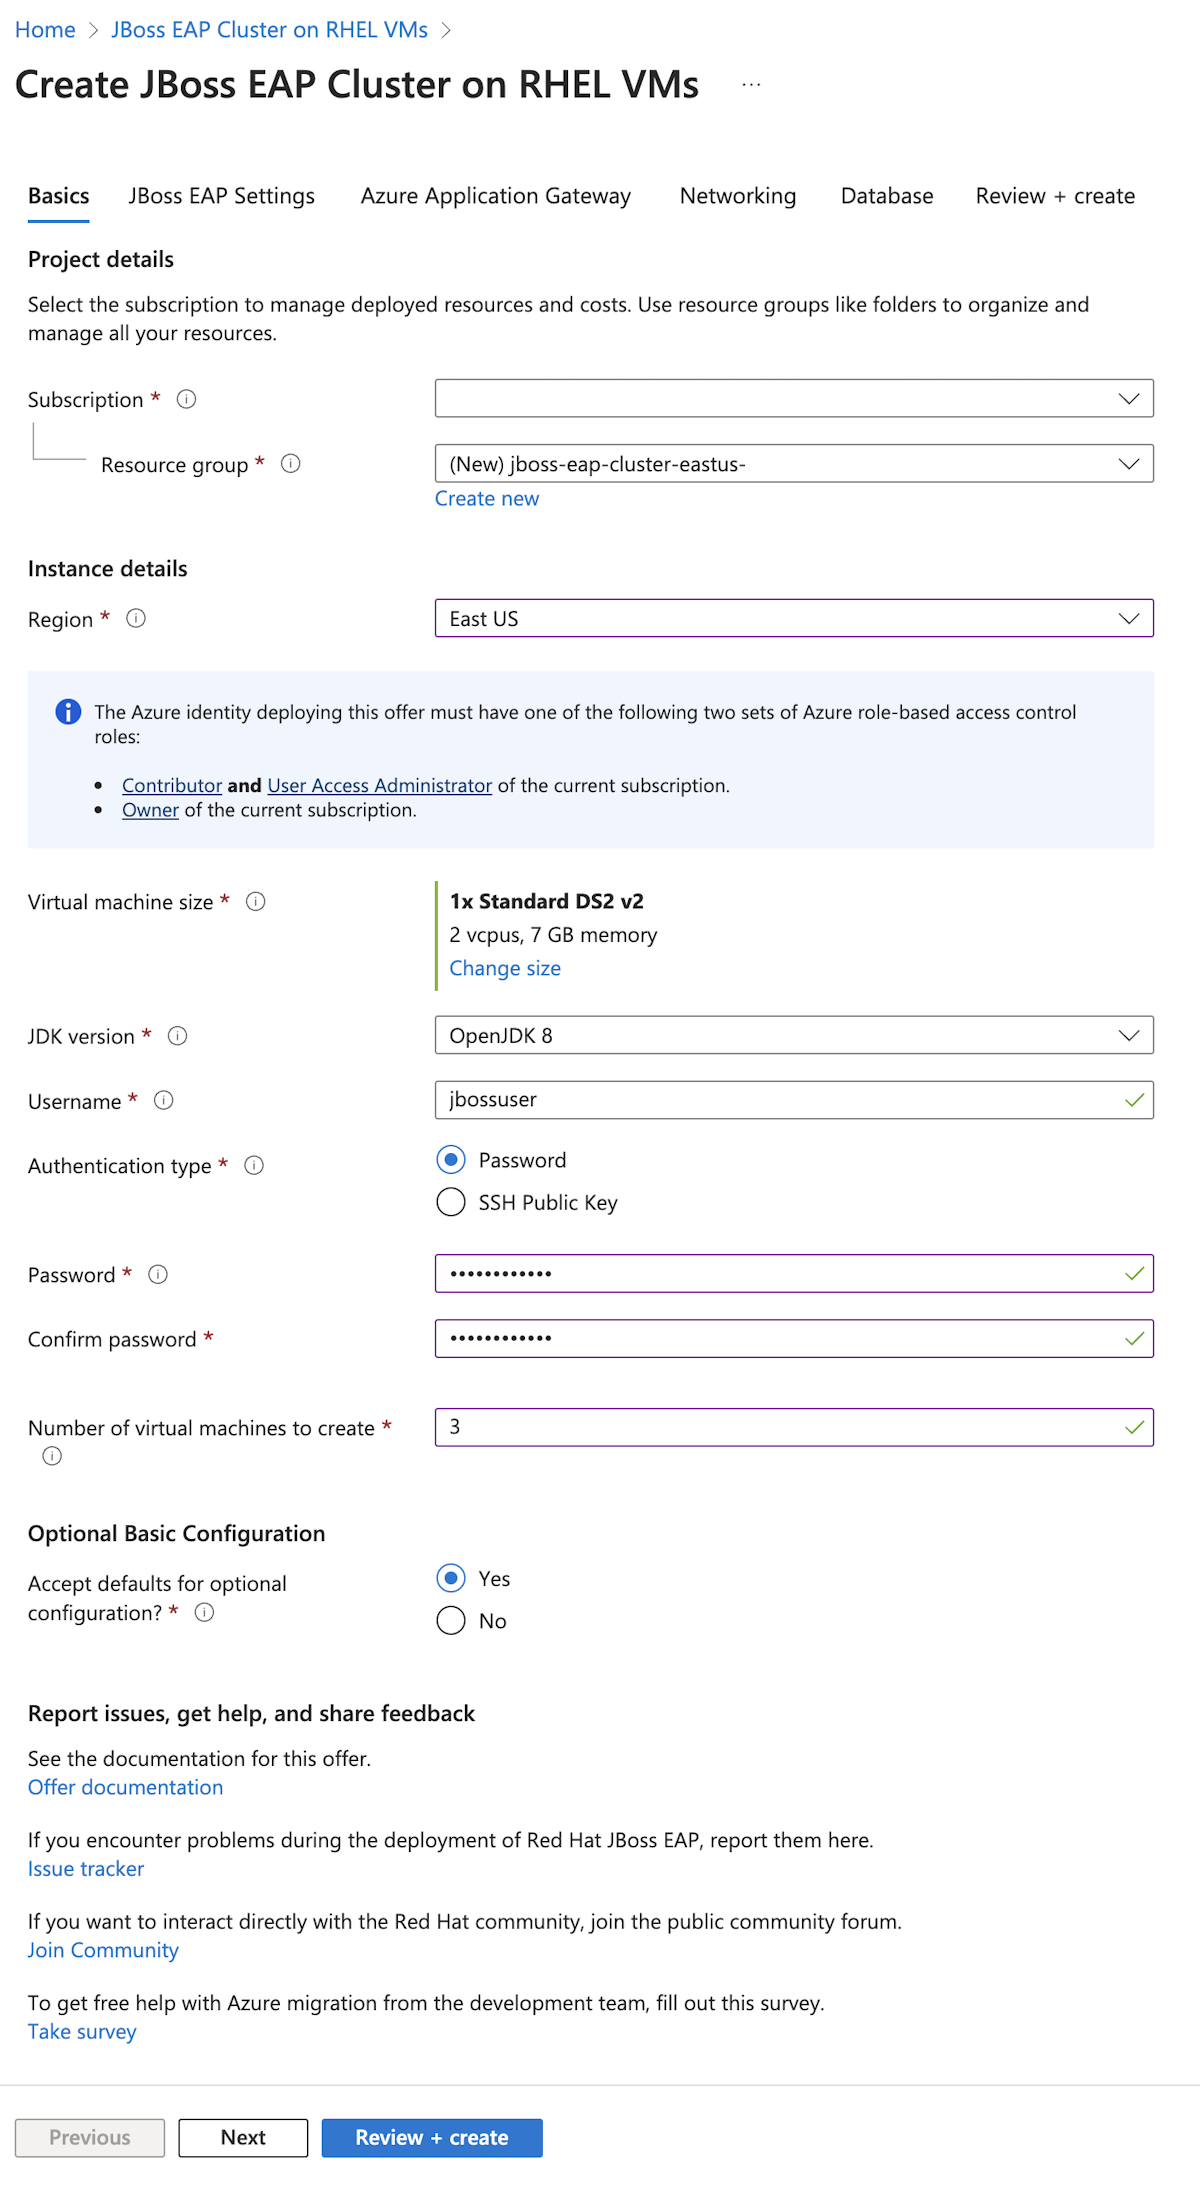 Home > JBoss EAP Cluster on RHEL VMs >
Create JBoss EAP Cluster on RHEL VMs ...
Basics JBoss EAP Settings Azure Application Gateway Networking Database Review + create
Project details
Select the subscription to manage deployed resources and costs. Use resource groups like folders to organize and
manage all your resources.
Subscription *
Resource group * (New) jboss-eap-cluster-eastus-
Create new
Instance details
Region * East US
The Azure identity deploying this offer must have one of the following two sets of Azure role-based access control
roles:
• Contributor and User Access Administrator of the current subscription.
• Owner of the current subscription.
Virtual machine size * 1x Standard DS2 v2
2 vcpus, 7 GB memory
Change size
JDK version * OpenJDK 8
Username * jbossuser
Authentication type * Password
SSH Public Key
Password * ••••••••••••
Confirm password * ••••••••••••
Number of virtual machines to create * 3
Optional Basic Configuration
Accept defaults for optional
configuration? *
Yes
No
Report issues, get help, and share feedback
See the documentation for this offer.
Offer documentation
If you encounter problems during the deployment of Red Hat JBoss EAP, report them here.
Issue tracker
If you want to interact directly with the Red Hat community, join the public community forum.
Join Community
To get free help with Azure migration from the development team, fill out this survey.
Take survey
Previous Next Review + create